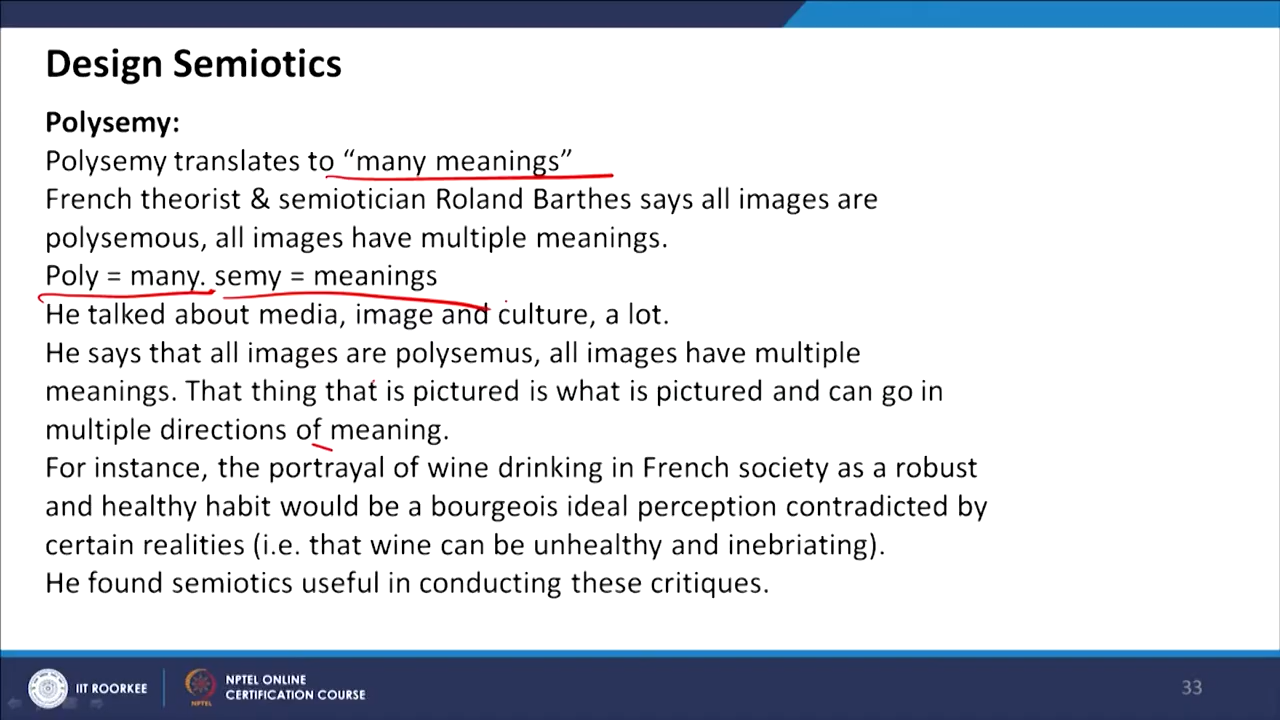 Design Semiotics
Polysemy:
Polysemy translates to “many meanings”
French theorist & semiotician Roland Barthes says all images are
polysemous, all images have multiple meanings.
Poly = many. semy = meanings
He talked about media, image and culture, a lot.
He says that all images are polysemus, all images have multiple
meanings. That thing that is pictured is what is pictured and can go in
multiple directions of meaning.
For instance, the portrayal of wine drinking in French society as a robust
and healthy habit would be a bourgeois ideal perception contradicted by
certain realities (i.e. that wine can be unhealthy and inebriating).
He found semiotics useful in conducting these critiques.
IIT ROORKEE
NPTEL
NPTEL ONLINE
CERTIFICATION COURSE
33